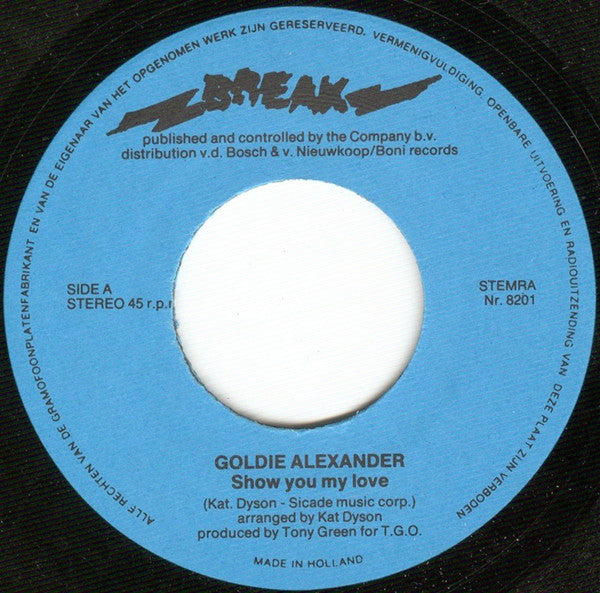 ALLE RECHTEN VAN DE GRAMOFOONPLATENFABRIKANT EN VAN DE EIGENAAR VAN HET OPGENOMEN WERK ZIJN GERESERVEERD. VERMENIGVULDIGING, OPENBARE UITVOERING EN RADIOUITZENDING VAN DEZE PLAAT ZIJN VERBODEN
BREAK
published and controlled by the Company b.v.
distribution v.d. Bosch & v. Nieuwkoop/Boni records
SIDE A
STEREO 45 r.p.
STEMRA
Nr. 8201
GOLDIE ALEXANDER
Show you my love
(Kat. Dyson - Sicade music corp.)
arranged by Kat Dyson
produced by Tony Green for T.G.O.
MADE IN HOLLAND